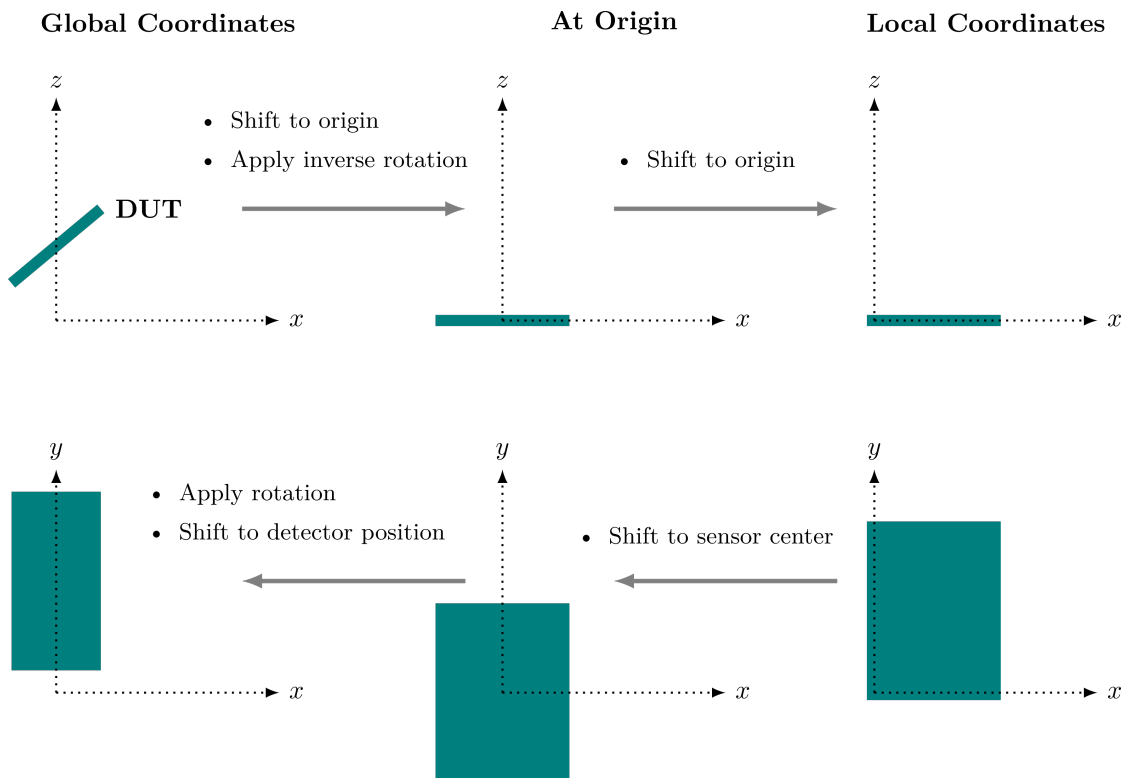 Global Coordinates
At Origin
Local Coordinates
z
z
z
• Shift to origin
• Apply inverse rotation
• Shift to origin
DUT
x
x
x
y
y
y
• Apply rotation
• Shift to detector position
• Shift to sensor center
x
x
x